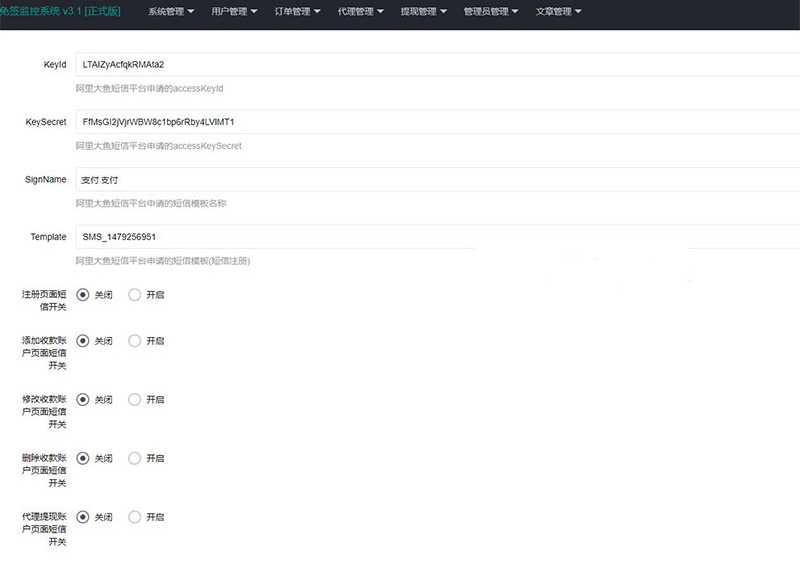 免签监控系统 v3.1 [正式版] 系统管理 用户管理 订单管理 代理管理 提现管理 管理员管理 文章管理
KeyId LTAIZyAcfqkRMAta2
阿里大鱼短信平台申请的accessKeyId
KeySecret FfMsGI2jVjrWBW8c1bp6rRby4LVlMT1
阿里大鱼短信平台申请的accessKeySecret
SignName 支付 支付
阿里大鱼短信平台申请的短信模板名称
Template SMS_1479256951
阿里大鱼短信平台申请的短信模板(短信注册)
注册页面短 关闭 开启
信开关
添加收款账 关闭 开启
户页面短信
开关
修改收款账 关闭 开启
户页面短信
开关
删除收款账 关闭 开启
户页面短信
开关
代理提现账 关闭 开启
户页面短信
开关